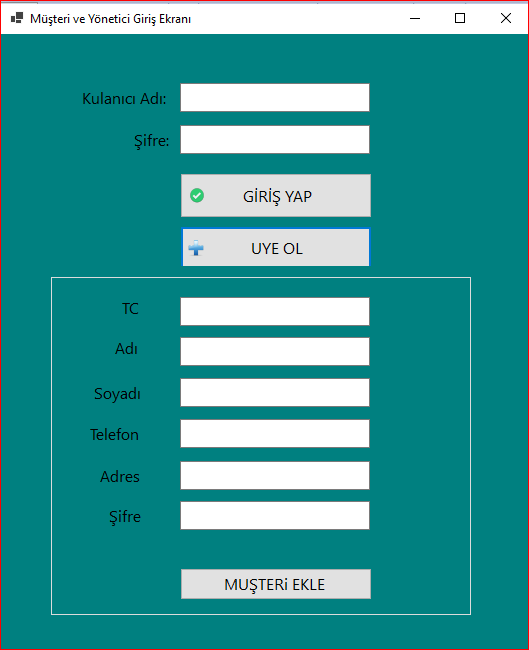 Müşteri ve Yönetici Giriş Ekranı
Kulanıcı Adı:
Şifre:
GİRİŞ YAP
UYE OL
TC
Adı
Soyadı
Telefon
Adres
Şifre
MUŞTERi EKLE